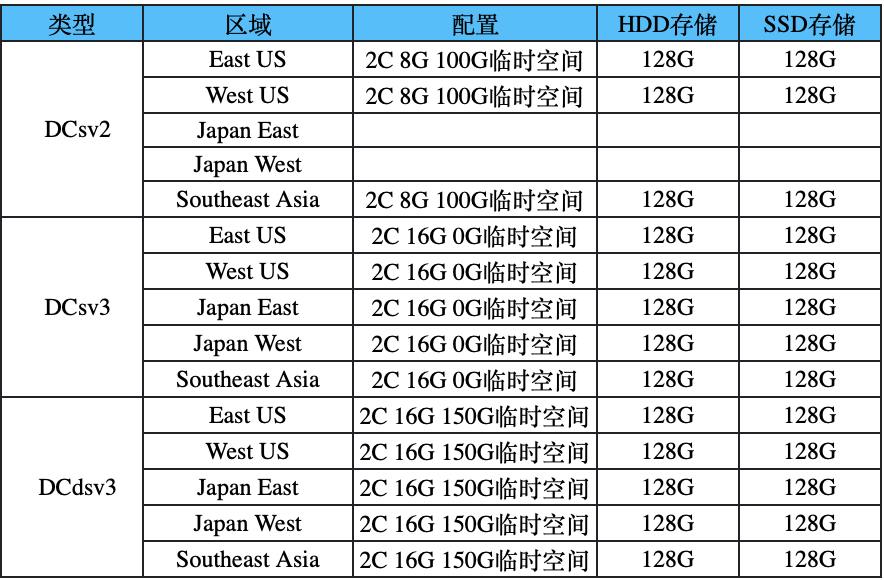 类型 区域 配置 HDD存储 SSD存储
East US 2C 8G 100G临时空间 128G 128G
West US 2C 8G 100G临时空间 128G 128G
DCsv2 Japan East
Japan West
Southeast Asia 2C 8G 100G临时空间 128G 128G
East US 2C 16G 0G临时空间 128G 128G
West US 2C 16G 0G临时空间 128G 128G
DCsv3 Japan East 2C 16G 0G临时空间 128G 128G
Japan West 2C 16G 0G临时空间 128G 128G
Southeast Asia 2C 16G 0G临时空间 128G 128G
East US 2C 16G 150G临时空间 128G 128G
West US 2C 16G 150G临时空间 128G 128G
DCdsv3 Japan East 2C 16G 150G临时空间 128G 128G
Japan West 2C 16G 150G临时空间 128G 128G
Southeast Asia 2C 16G 150G临时空间 128G 128G